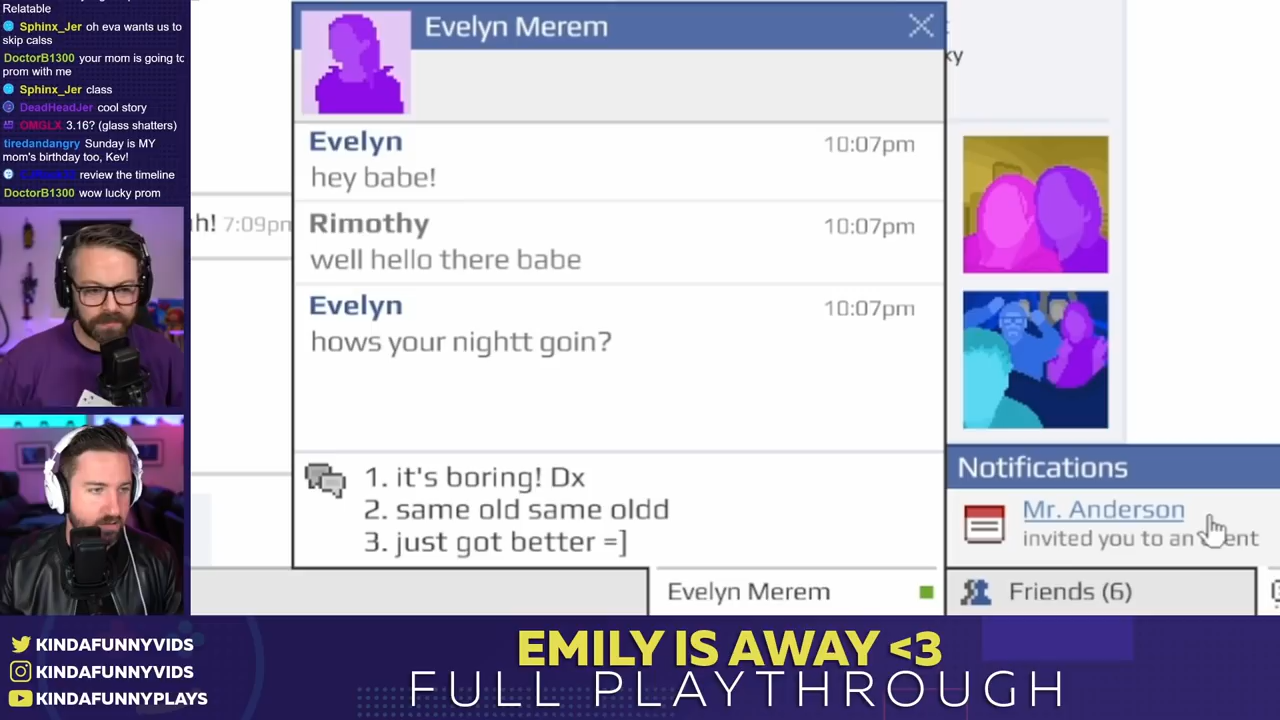 Relatable
Sphinx_Jer oh eva wants us to
skip calss
DoctorB1300 your mom is going to
prom with me
Sphinx_Jer class
DeadHeadJer cool story
OMGLX 3.16? (glass shatters)
tiredandangry Sunday is MY
mom's birthday too, Kev!
review the timeline
DoctorB1300 wow lucky prom
Evelyn Merem
ky
Evelyn 10:07pm
hey babe!
Rimothy 10:07pm
h! 7:09pm
well hello there babe
Evelyn 10:07pm
hows your nightt goin?
1. it's boring! Dx
2. same old same oldd
3. just got better =]
Notifications
Mr. Anderson
invited you to an ent
Evelyn Merem
Friends (6)
KINDAFUNNYVIDS
KINDAFUNNYVIDS
KINDAFUNNYPLAYS
EMILY IS AWAY <3
FULL PLAYTHROUGH